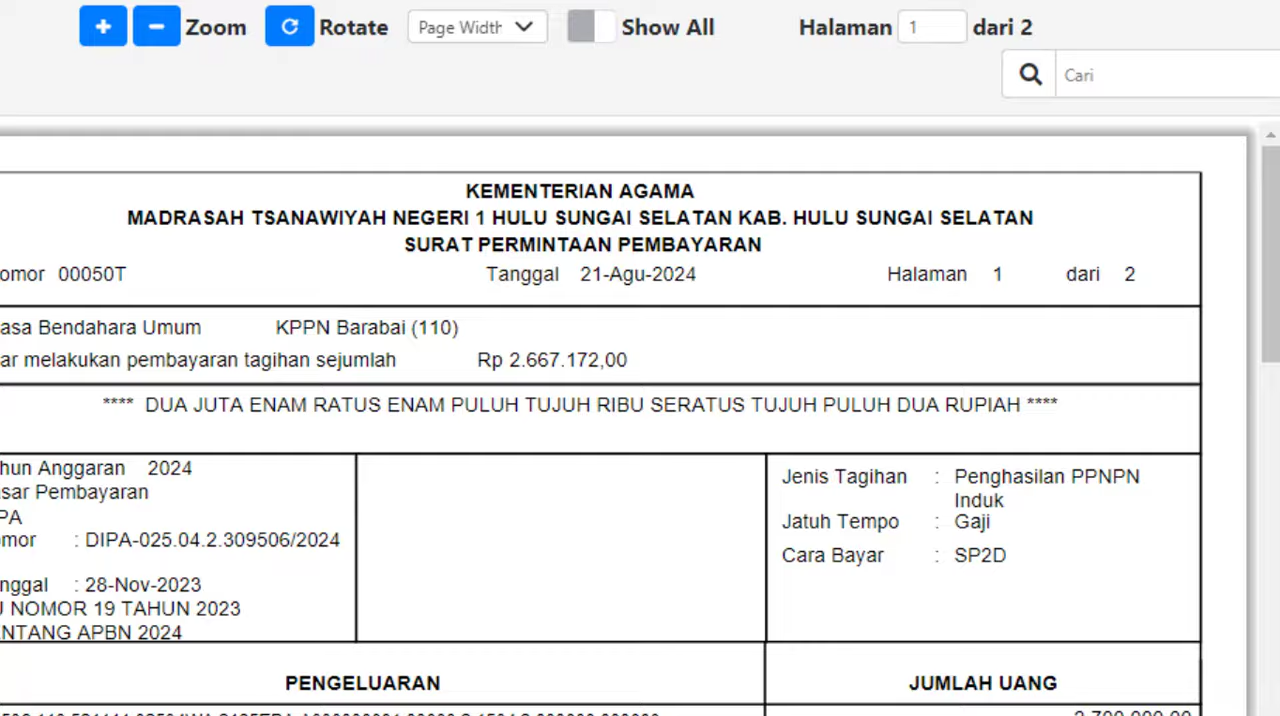 Zoom Rotate Page Width Show All Halaman 1 dari 2
Cari
KEMENTERIAN AGAMA
MADRASAH TSANAWIYAH NEGERI 1 HULU SUNGAI SELATAN KAB. HULU SUNGAI SELATAN
SURAT PERMINTAAN PEMBAYARAN
omor 00050T Tanggal 21-Agu-2024 Halaman 1 dari 2
asa Bendahara Umum KPPN Barabai (110)
ar melakukan pembayaran tagihan sejumlah Rp 2.667.172,00
**** DUA JUTA ENAM RATUS ENAM PULUH TUJUH RIBU SERATUS TUJUH PULUH DUA RUPIAH ****
hun Anggaran 2024
sar Pembayaran
PA
mor : DIPA-025.04.2.309506/2024
nggal : 28-Nov-2023
U NOMOR 19 TAHUN 2023
ENTANG APBN 2024
Jenis Tagihan : Penghasilan PPNPN
Induk
Jatuh Tempo : Gaji
Cara Bayar : SP2D
PENGELUARAN JUMLAH UANG